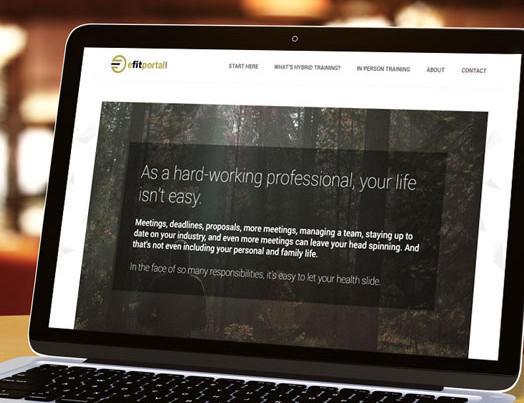 efitportal
START HERE
WHAT'S HYBRID TRAINING?
IN PERSON TRAINING
ABOUT
CONTACT
As a hard-working professional, your life
isn't easy.
Meetings, deadlines, proposals, more meetings, managing a team, staying up to
date on your industry, and even more meetings can leave your head spinning. And
that's not even including your personal and family life.
In the face of so many responsibilities, it's easy to let your health slide.